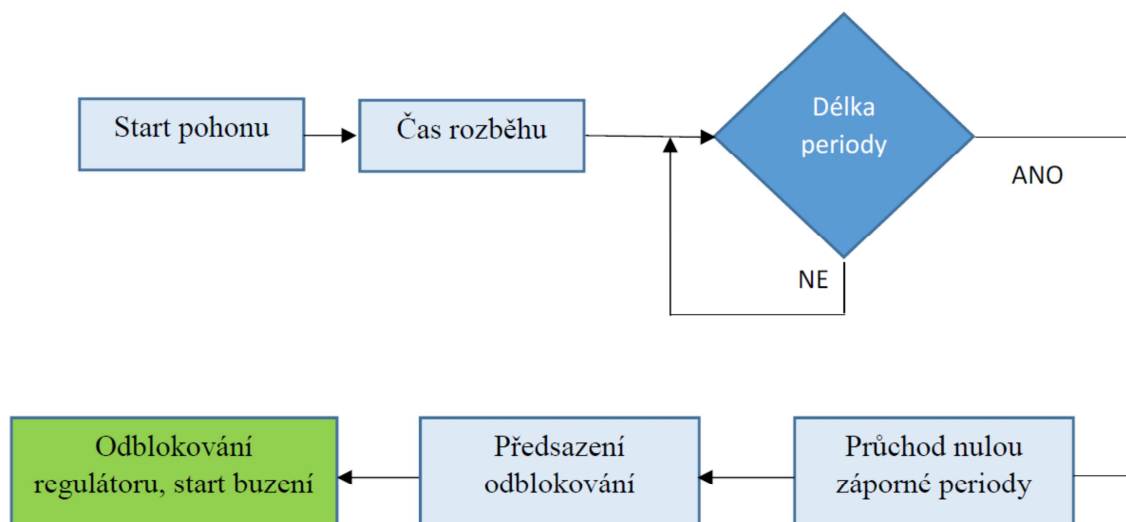 Start pohonu
Čas rozběhu
Délka
periody
ANO
NE
Odblokování
regulátoru, start buzení
Předsazení
odblokování
Průchod nulou
záporné periody